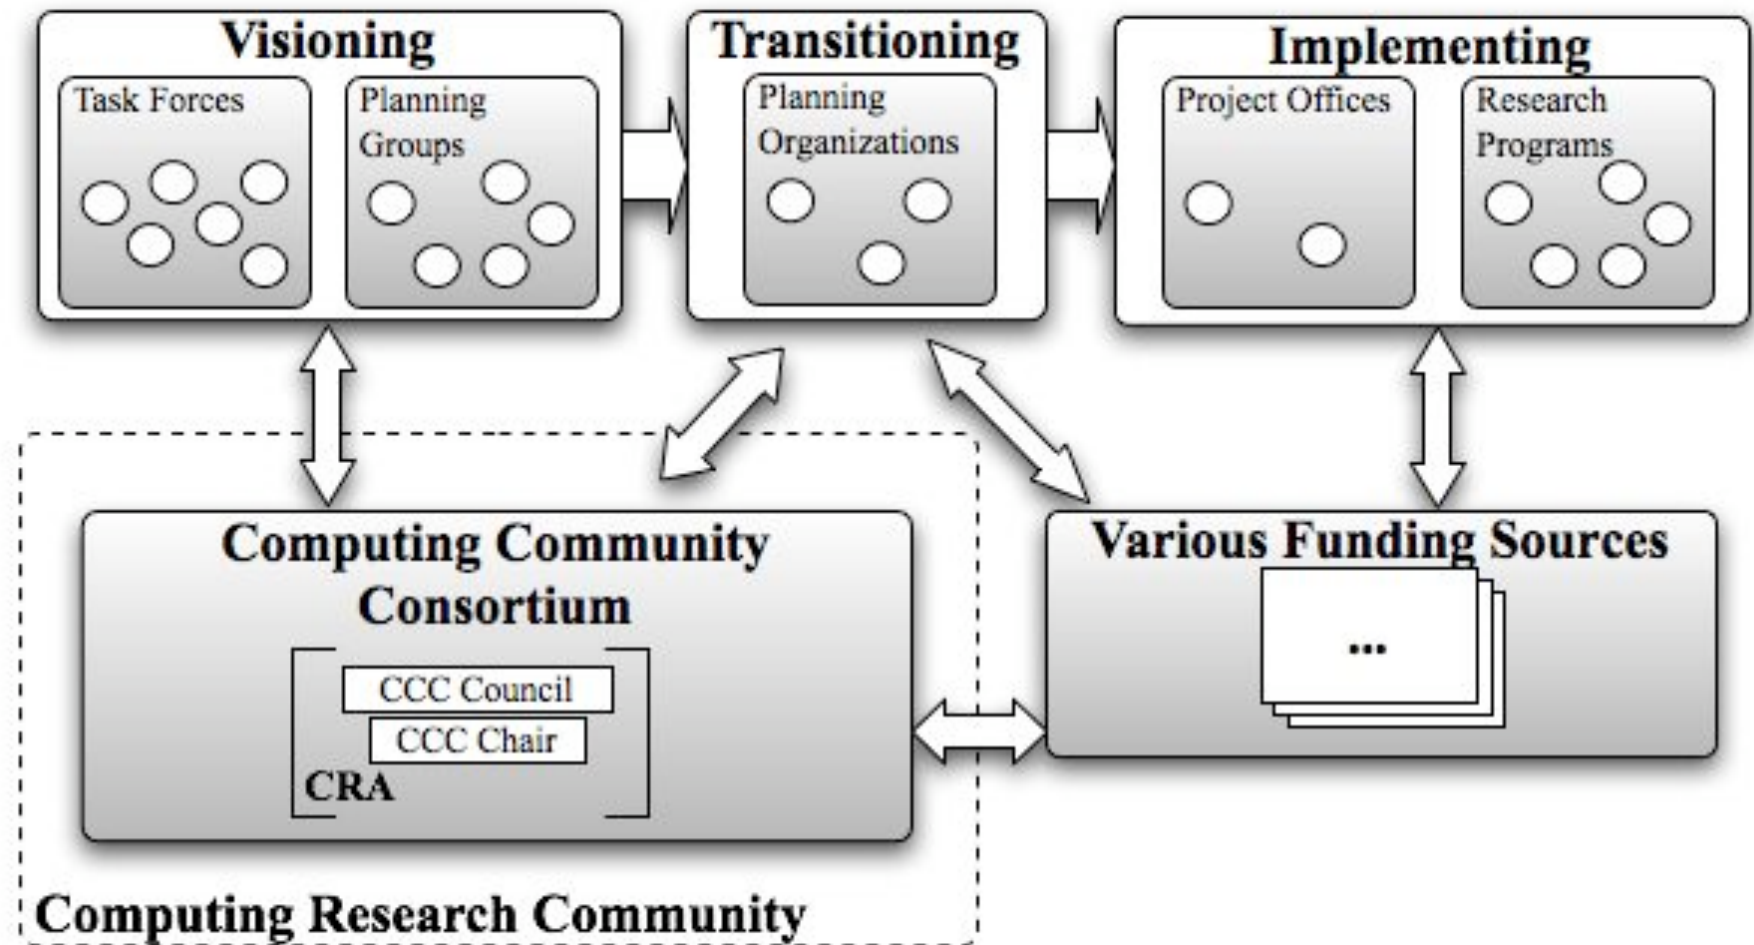 Visioning
Task Forces
Planning
Groups
Transitioning
Planning
Organizations
Implementing
Project Offices
Research
Programs
Computing Community
Consortium
CCC Council
CCC Chair
CRA
Various Funding Sources
...
Computing Research Community